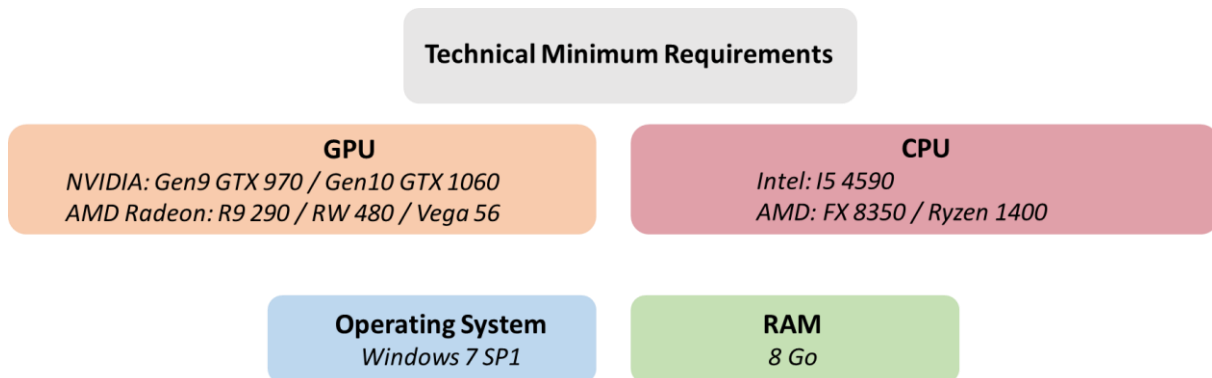 Technical Minimum Requirements
GPU
NVIDIA: Gen9 GTX 970 / Gen10 GTX 1060
AMD Radeon: R9 290 / RW 480 / Vega 56
CPU
Intel: I5 4590
AMD: FX 8350 / Ryzen 1400
Operating System
Windows 7 SP1
RAM
8 Go